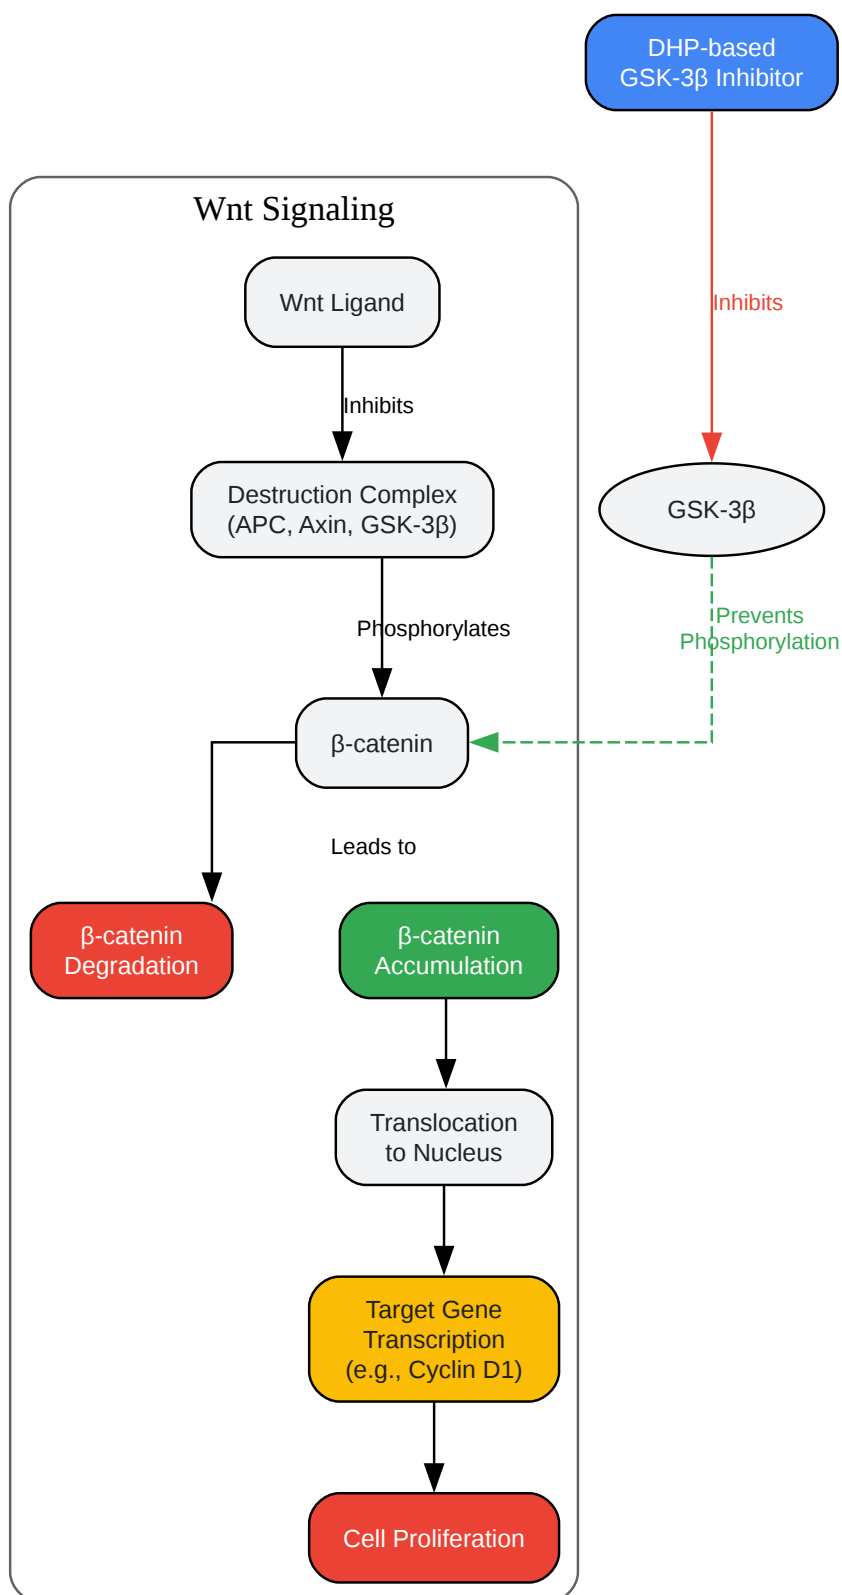 DHP-based
GSK-3β Inhibitor
Wnt Signaling
Wnt Ligand
Inhibits
Inhibits
Destruction Complex
(APC, Axin, GSK-3β)
GSK-3β
Phosphorylates
Prevents
Phosphorylation
β-catenin
Leads to
β-catenin
Degradation
β-catenin
Accumulation
Translocation
to Nucleus
Target Gene
Transcription
(e.g., Cyclin D1)
Cell Proliferation